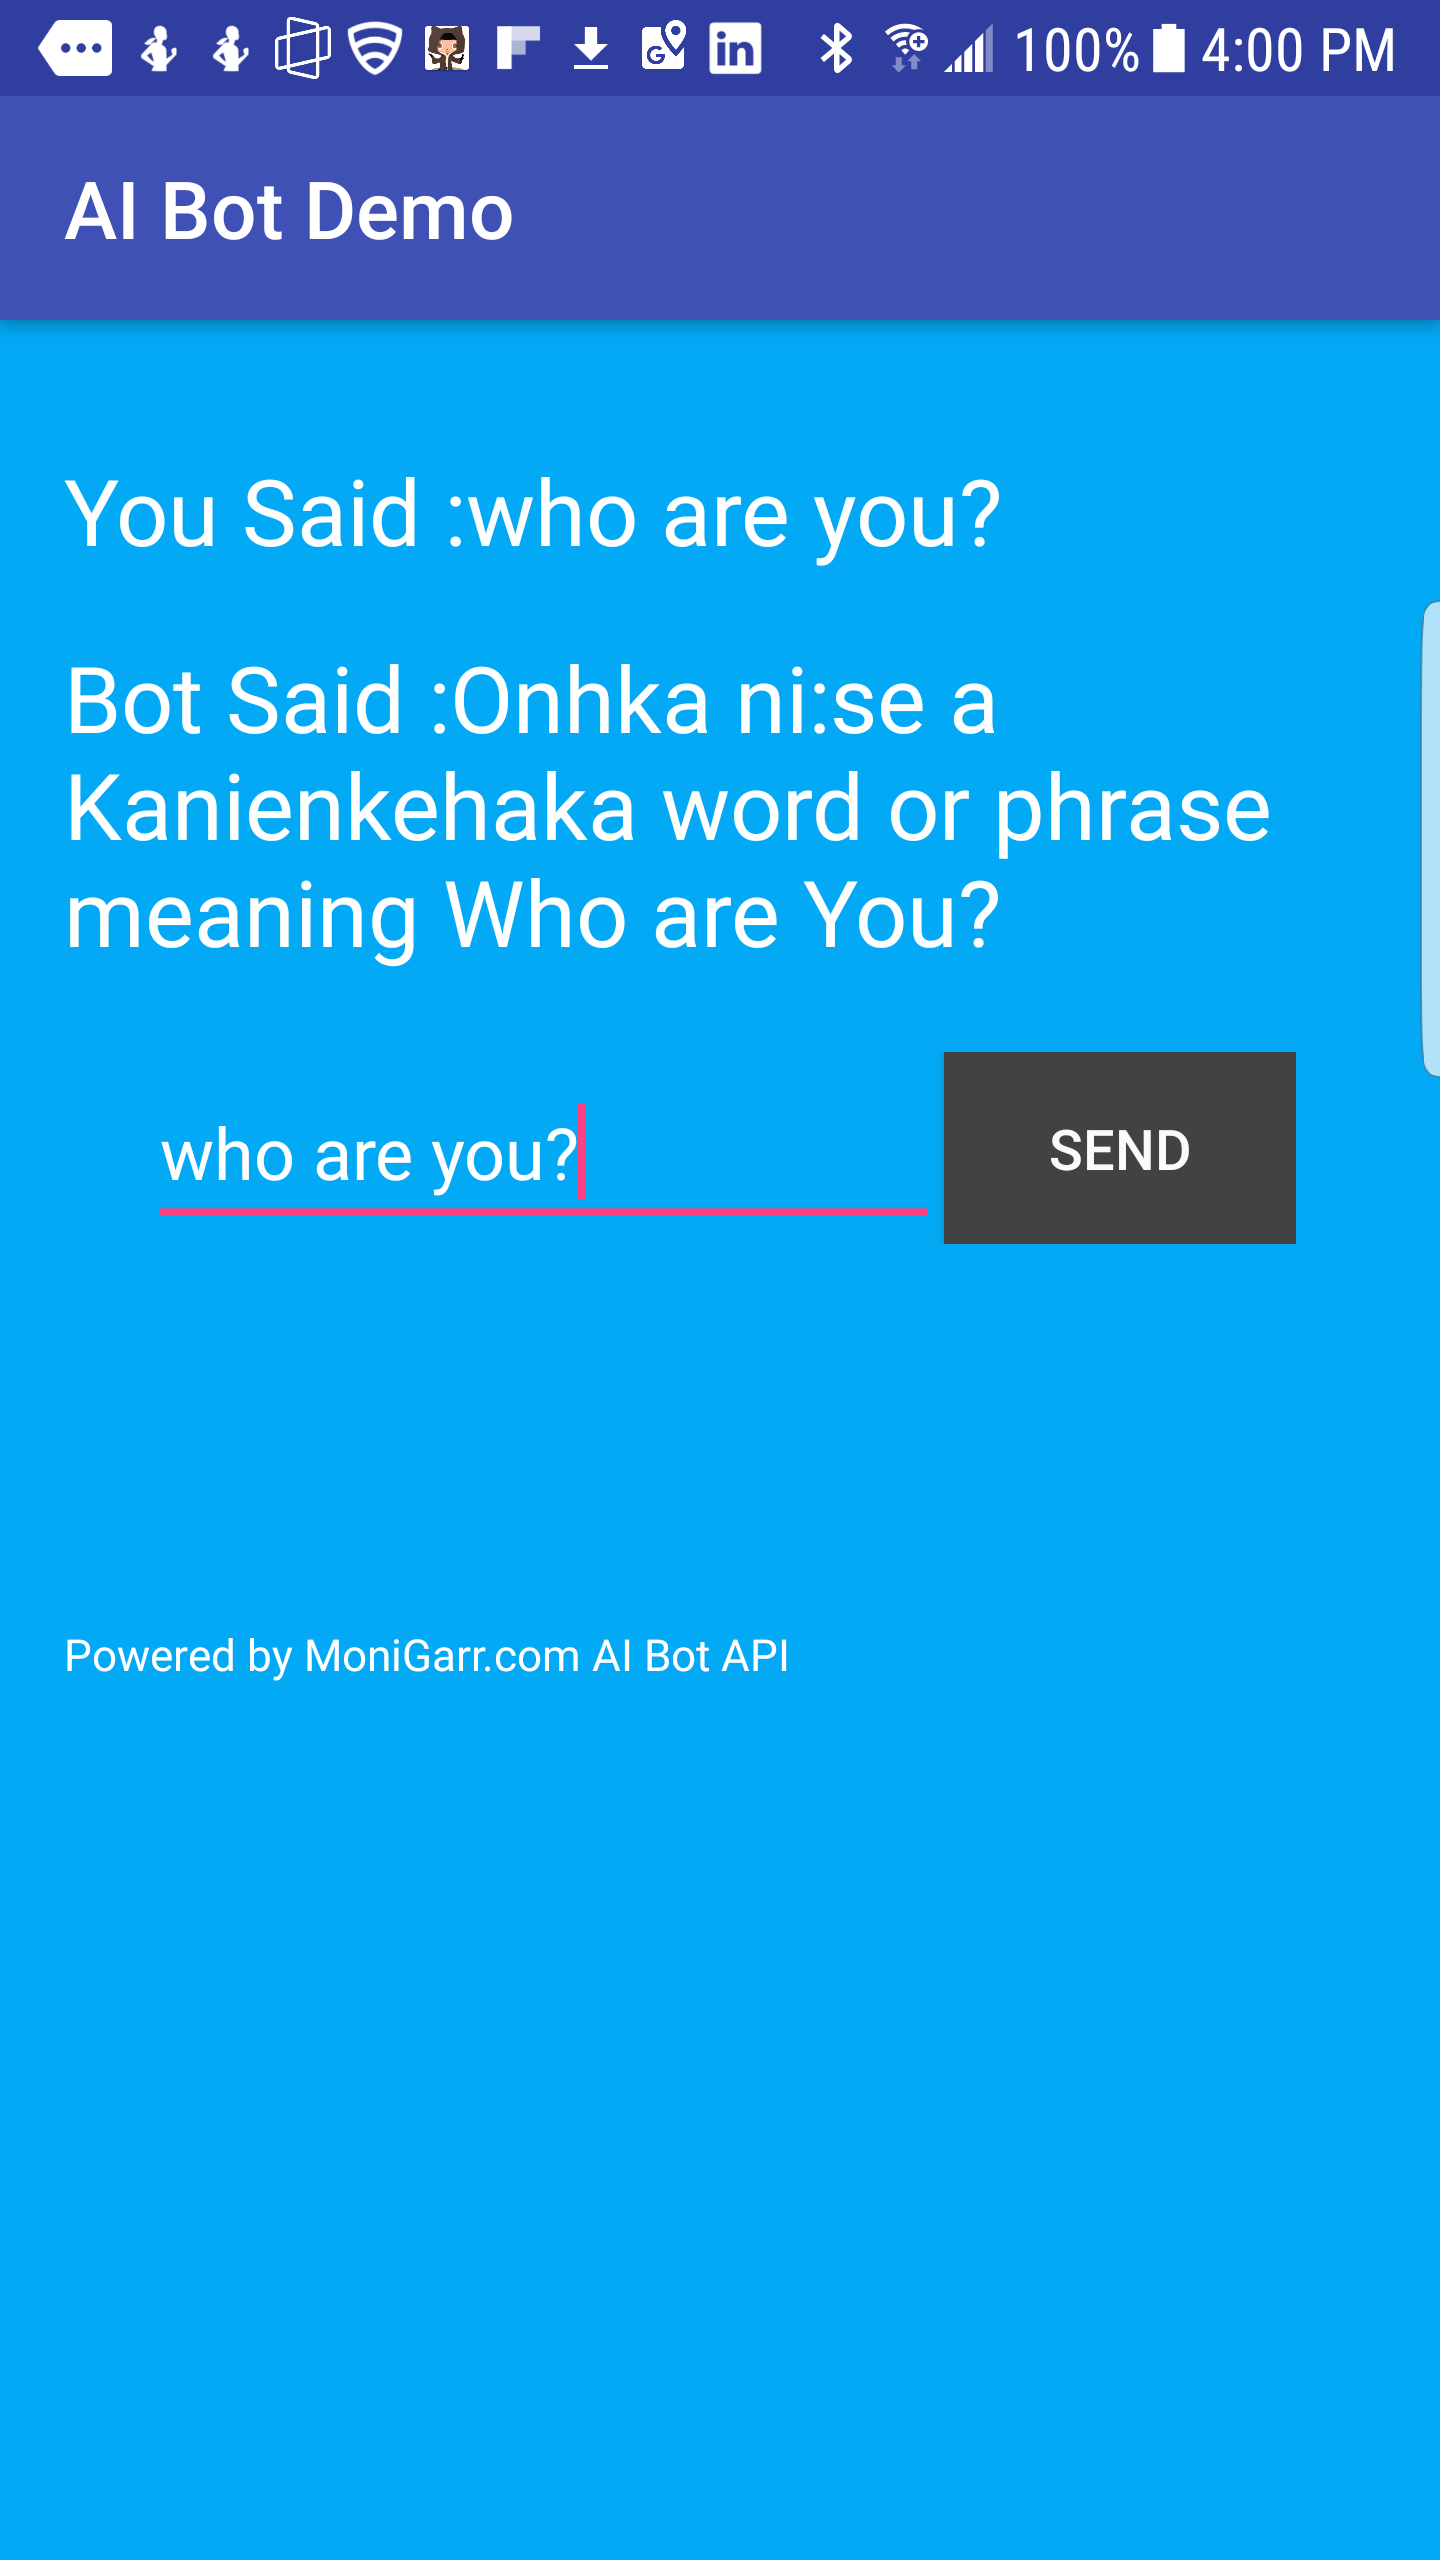 100% 4:00 PM
AI Bot Demo
You Said :who are you?
Bot Said :Onhka ni:se a
Kanienkehaka word or phrase
meaning Who are You?
who are you?
SEND
Powered by MoniGarr.com AI Bot API